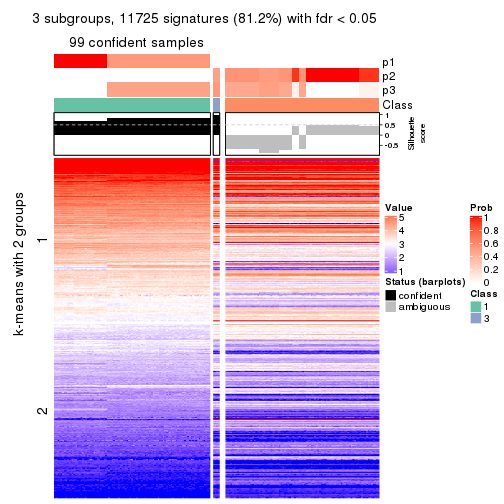 3 subgroups, 11725 signatures (81.2%) with fdr < 0.05
99 confident samples
p1
p2
p3
Class
1
0.5
0
-0.5
Silhouette
score
k-means with 2 groups
1
2
Value
5
4
3
2
1
Status (barplots)
confident
ambiguous
Prob
1
0.8
0.6
0.4
0.2
0
Class
1
3